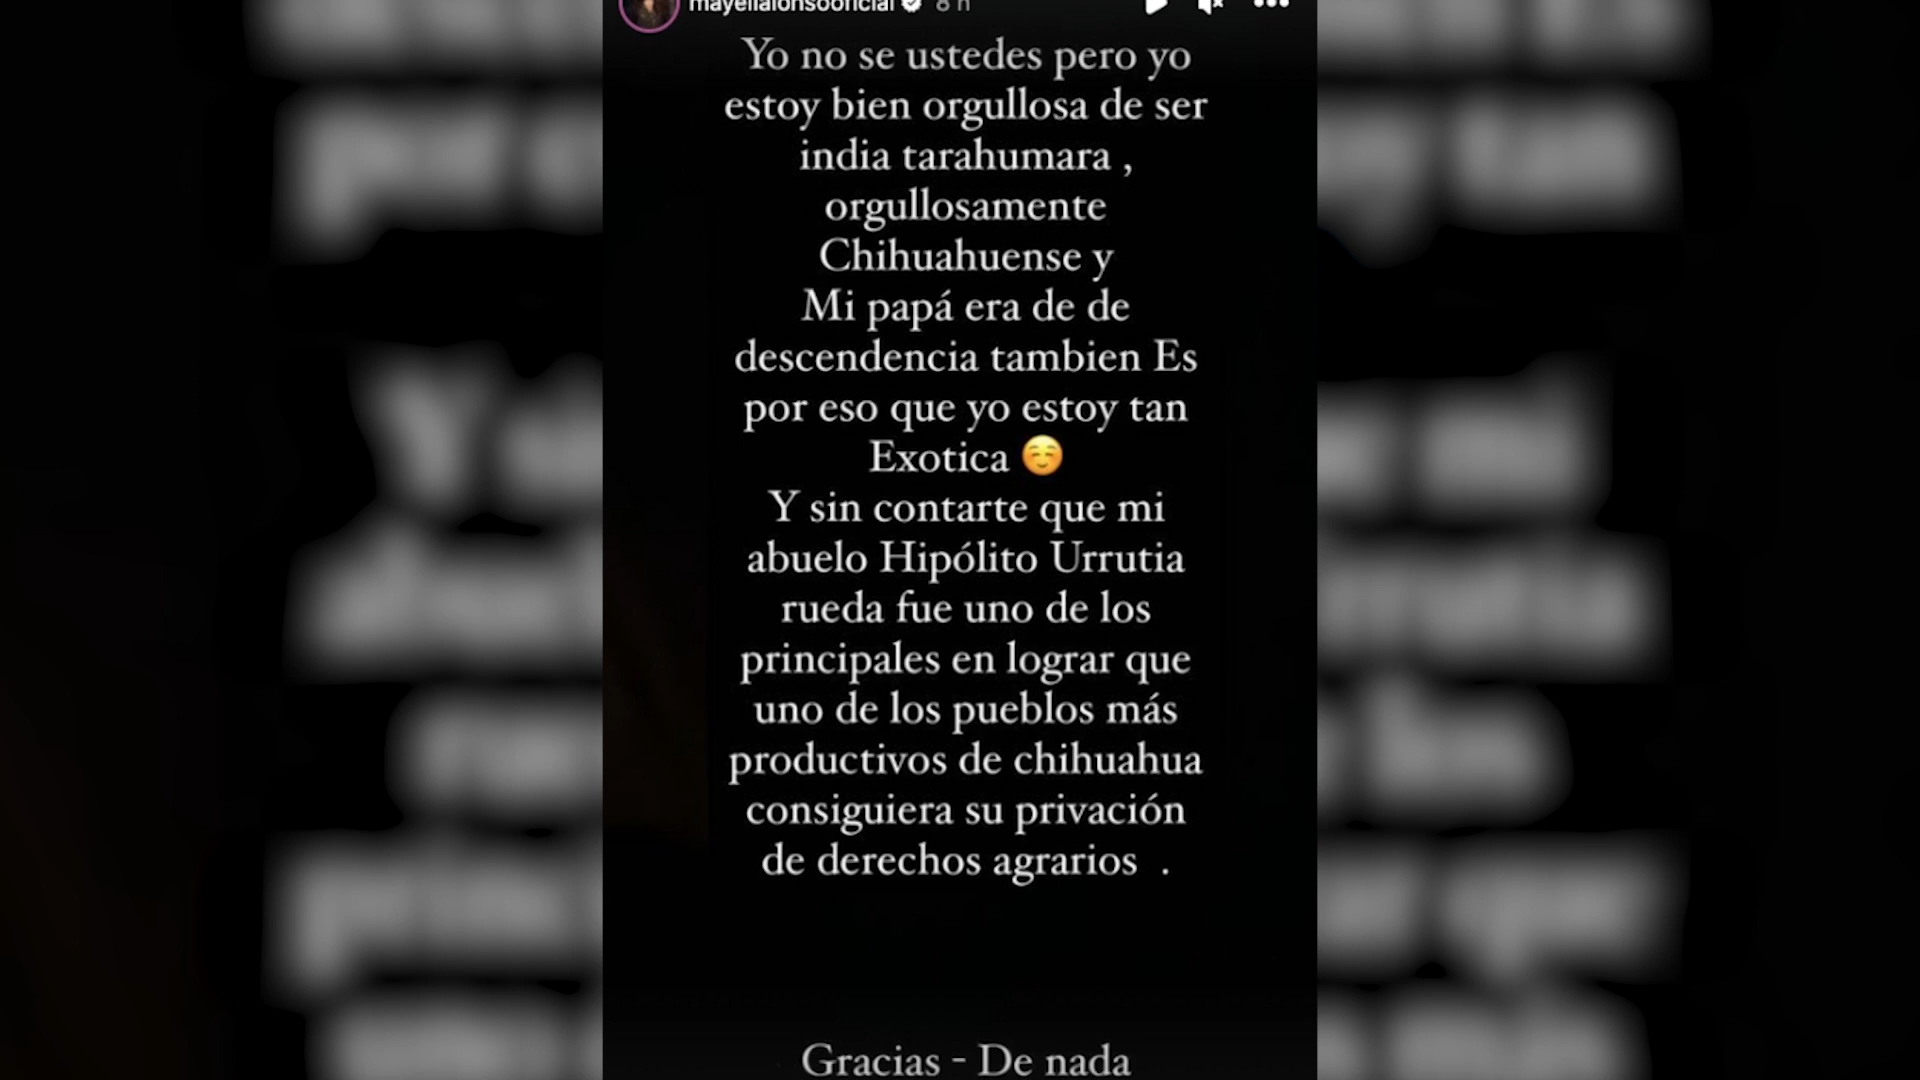 mayelialonsooficial 8 h
Yo no se ustedes pero yo
estoy bien orgullosa de ser
india tarahumara ,
orgullosamente
Chihuahuense y
Mi papá era de de
descendencia tambien Es
por eso que yo estoy tan
Exotica ☺️
Y sin contarte que mi
abuelo Hipólito Urrutia
rueda fue uno de los
principales en lograr que
uno de los pueblos más
productivos de chihuahua
consiguiera su privación
de derechos agrarios .
Gracias - De nada